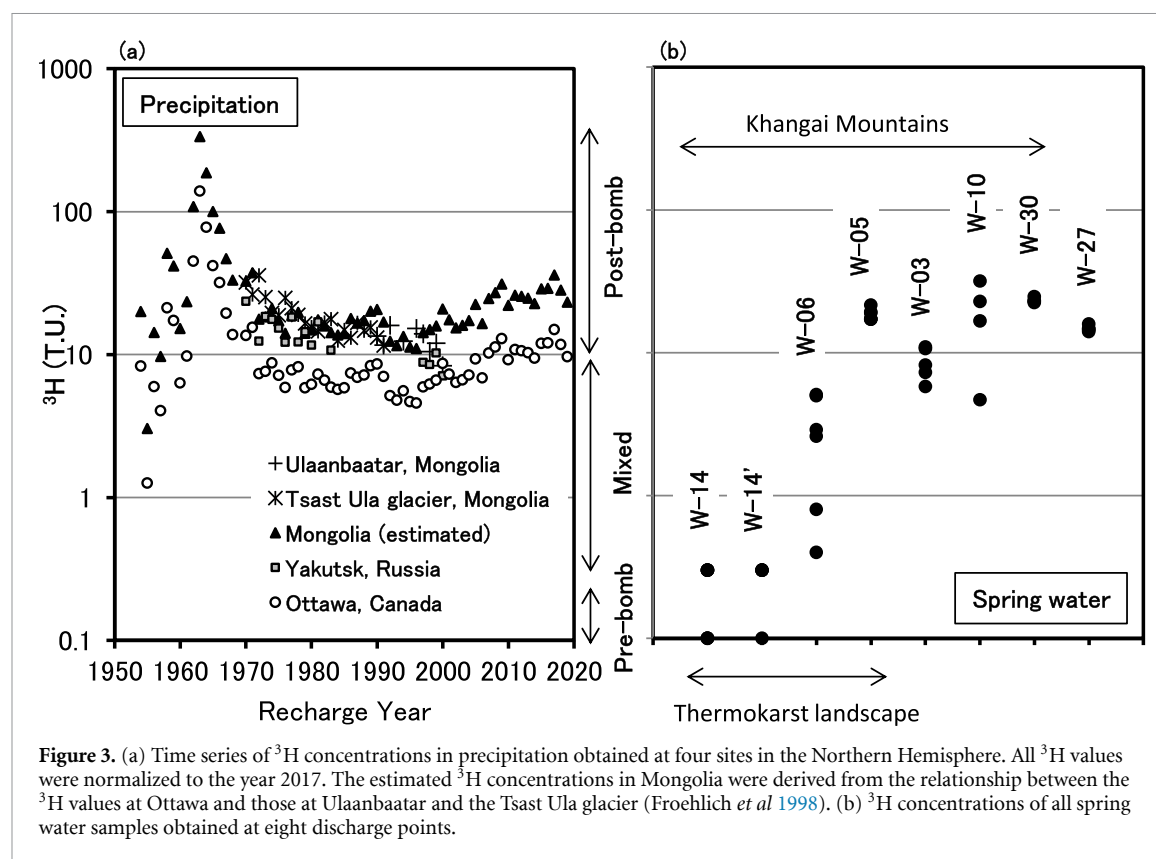 (a)
(b)
1000
100
10
1
0.1
³H (T.U.)
Precipitation
+ Ulaanbaatar, Mongolia
Tsast Ula glacier, Mongolia
▲ Mongolia (estimated)
Yakutsk, Russia
Ottawa, Canada
1950 1960 1970 1980 1990 2000 2010 2020
Recharge Year
Post-bomb
Mixed
Pre-bomb
Khangai Mountains
W-14
W-14'
W-06
W-05
W-03
W-10
W-30
W-27
Spring water
Thermokarst landscape
Figure 3. (a) Time series of ³H concentrations in precipitation obtained at four sites in the Northern Hemisphere. All ³H values
were normalized to the year 2017. The estimated ³H concentrations in Mongolia were derived from the relationship between the
³H values at Ottawa and those at Ulaanbaatar and the Tsast Ula glacier (Froehlich et al 1998). (b) ³H concentrations of all spring
water samples obtained at eight discharge points.